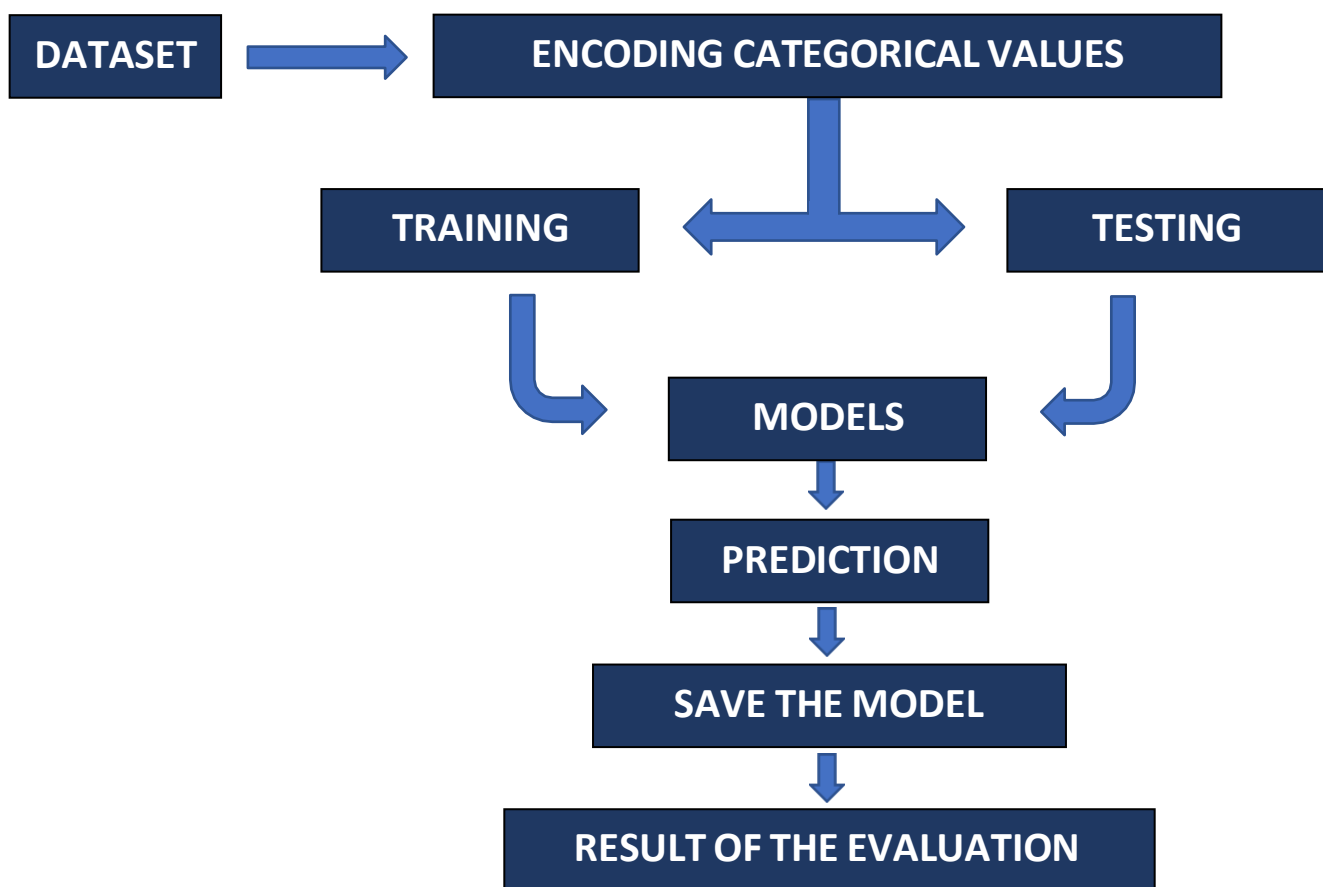 DATASET
ENCODING CATEGORICAL VALUES
TRAINING
TESTING
MODELS
PREDICTION
SAVE THE MODEL
RESULT OF THE EVALUATION